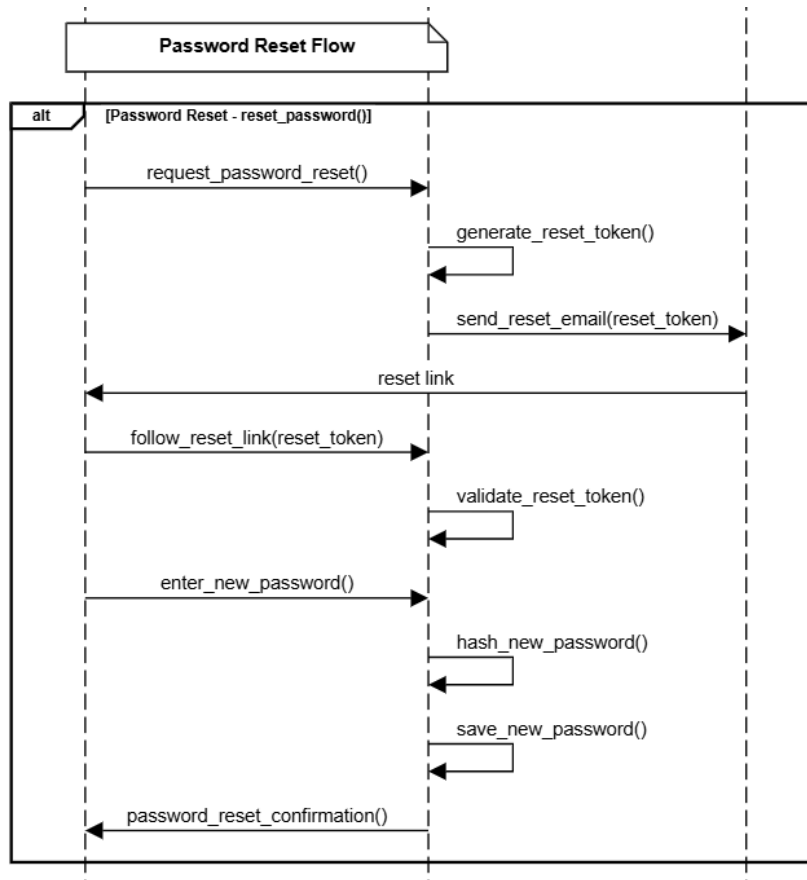 Password Reset Flow
alt
[Password Reset - reset_password()]
request_password_reset()
generate_reset_token()
send_reset_email(reset_token)
reset link
follow_reset_link(reset_token)
validate_reset_token()
enter_new_password()
hash_new_password()
save_new_password()
password_reset_confirmation()